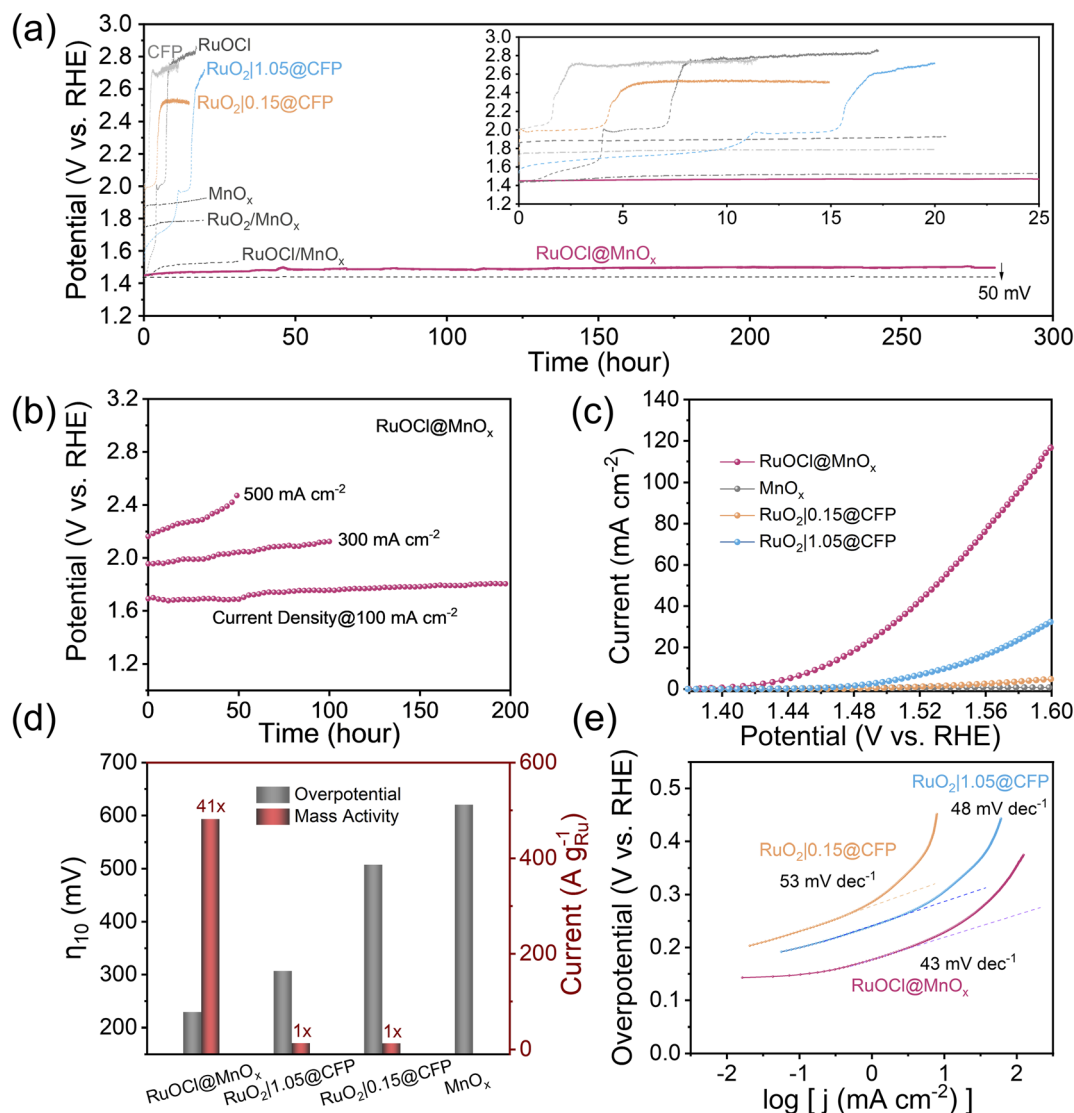 (a)
Potential (V vs. RHE)
3.0
2.8
2.6
2.4
2.2
2.0
1.8
1.6
1.4
1.2
CFP
RuOCl
RuO₂|1.05@CFP
RuO₂|0.15@CFP
MnOₓ
RuO₂/MnOₓ
RuOCl/MnOₓ
RuOCl@MnOₓ
50 mV
3.0
2.8
2.6
2.4
2.2
2.0
1.8
1.6
1.4
1.2
0 5 10 15 20 25
0 50 100 150 200 250 300
Time (hour)
(b)
Potential (V vs. RHE)
3.2
2.8
2.4
2.0
1.6
1.2
RuOCl@MnOₓ
500 mA cm⁻²
300 mA cm⁻²
Current Density@100 mA cm⁻²
0 50 100 150 200
Time (hour)
(c)
Current (mA cm⁻²)
140
120
100
80
60
40
20
0
RuOCl@MnOₓ
MnOₓ
RuO₂|0.15@CFP
RuO₂|1.05@CFP
1.40 1.44 1.48 1.52 1.56 1.60
Potential (V vs. RHE)
(d)
η₁₀ (mV)
700
600
500
400
300
200
Overpotential
Mass Activity
41x
1x
1x
600
400
200
0
Current (A g⁻¹Ru)
RuOCl@MnOₓ
RuO₂|1.05@CFP
RuO₂|0.15@CFP
MnOₓ
(e)
Overpotential (V vs. RHE)
0.5
0.4
0.3
0.2
0.1
0.0
RuO₂|1.05@CFP
48 mV dec⁻¹
RuO₂|0.15@CFP
53 mV dec⁻¹
43 mV dec⁻¹
RuOCl@MnOₓ
-2 -1 0 1 2
log [ j (mA cm⁻²) ]